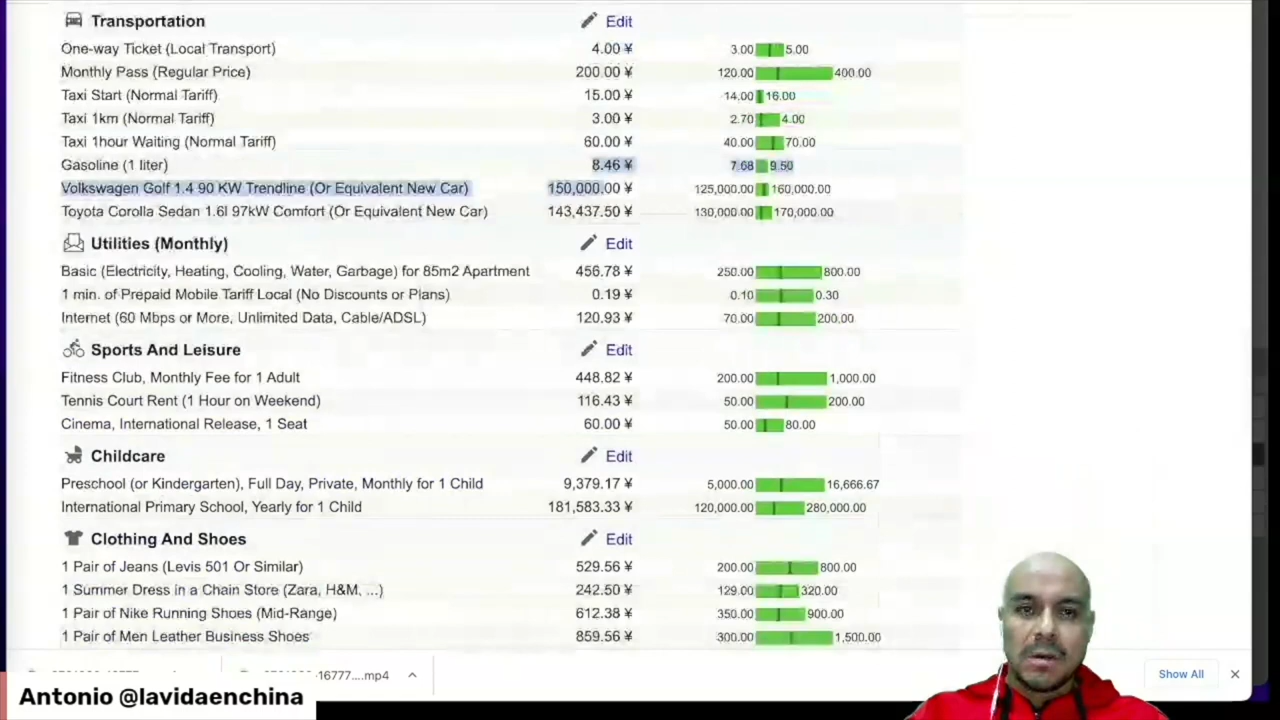 Transportation Edit
One-way Ticket (Local Transport) 4.00 ¥ 3.00 5.00
Monthly Pass (Regular Price) 200.00 ¥ 120.00 400.00
Taxi Start (Normal Tariff) 15.00 ¥ 14.00 16.00
Taxi 1km (Normal Tariff) 3.00 ¥ 2.70 4.00
Taxi 1hour Waiting (Normal Tariff) 60.00 ¥ 40.00 70.00
Gasoline (1 liter) 8.46 ¥ 7.68 9.50
Volkswagen Golf 1.4 90 KW Trendline (Or Equivalent New Car) 150,000.00 ¥ 125,000.00 160,000.00
Toyota Corolla Sedan 1.6l 97kW Comfort (Or Equivalent New Car) 143,437.50 ¥ 130,000.00 170,000.00
Utilities (Monthly) Edit
Basic (Electricity, Heating, Cooling, Water, Garbage) for 85m2 Apartment 456.78 ¥ 250.00 800.00
1 min. of Prepaid Mobile Tariff Local (No Discounts or Plans) 0.19 ¥ 0.10 0.30
Internet (60 Mbps or More, Unlimited Data, Cable/ADSL) 120.93 ¥ 70.00 200.00
Sports And Leisure Edit
Fitness Club, Monthly Fee for 1 Adult 448.82 ¥ 200.00 1,000.00
Tennis Court Rent (1 Hour on Weekend) 116.43 ¥ 50.00 200.00
Cinema, International Release, 1 Seat 60.00 ¥ 50.00 80.00
Childcare Edit
Preschool (or Kindergarten), Full Day, Private, Monthly for 1 Child 9,379.17 ¥ 5,000.00 16,666.67
International Primary School, Yearly for 1 Child 181,583.33 ¥ 120,000.00 280,000.00
Clothing And Shoes Edit
1 Pair of Jeans (Levis 501 Or Similar) 529.56 ¥ 200.00 800.00
1 Summer Dress in a Chain Store (Zara, H&M, ...) 242.50 ¥ 129.00 320.00
1 Pair of Nike Running Shoes (Mid-Range) 612.38 ¥ 350.00 900.00
1 Pair of Men Leather Business Shoes 859.56 ¥ 300.00 1,500.00
16777....mp4 Show All
Antonio @lavidaenchina